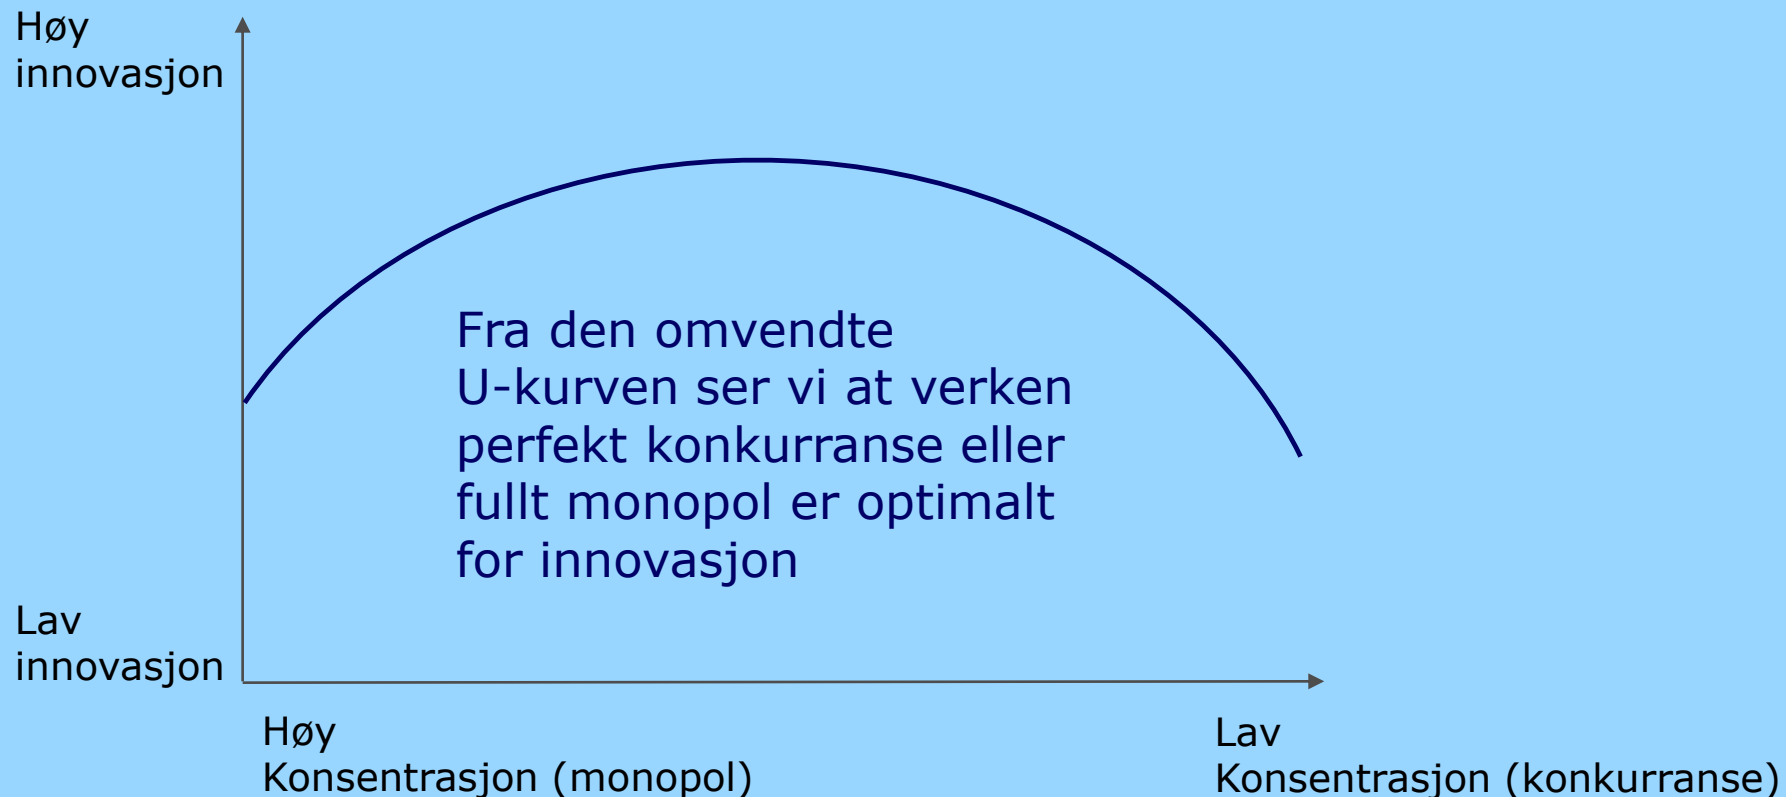 Høy
innovasjon
Fra den omvendte
U-kurven ser vi at verken
perfekt konkurranse eller
fullt monopol er optimalt
for innovasjon
Lav
innovasjon
Høy
Konsentrasjon (monopol)
Lav
Konsentrasjon (konkurranse)